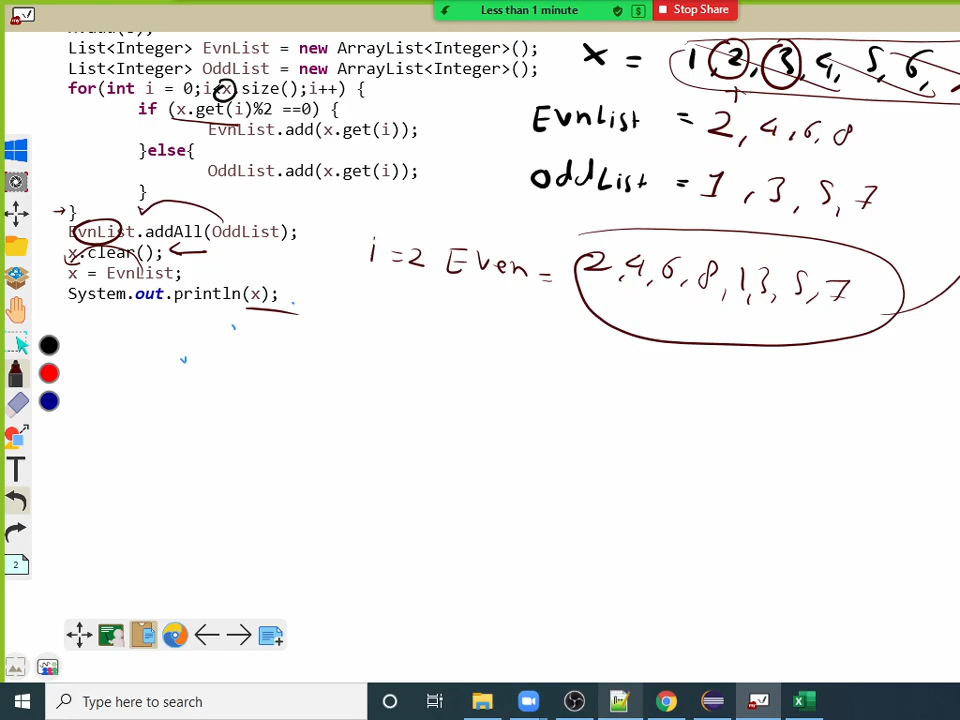 Less than 1 minute
Stop Share
List<Integer> EvnList = new ArrayList<Integer>();
List<Integer> OddList = new ArrayList<Integer>();
for(int i = 0;i<x.size();i++) {
if (x.get(i)%2 ==0) {
EvnList.add(x.get(i));
}else{
OddList.add(x.get(i));
}
}
EvnList.addAll(OddList);
x.clear();
x = EvnList;
System.out.println(x);
x = 1, 2, 3, 4, 5, 6,
EvnList = 2, 4, 6, 8
OddList = 1, 3, 5, 7
i = 2 Even = 2, 4, 6, 8, 1, 3, 5, 7
T
2
Type here to search